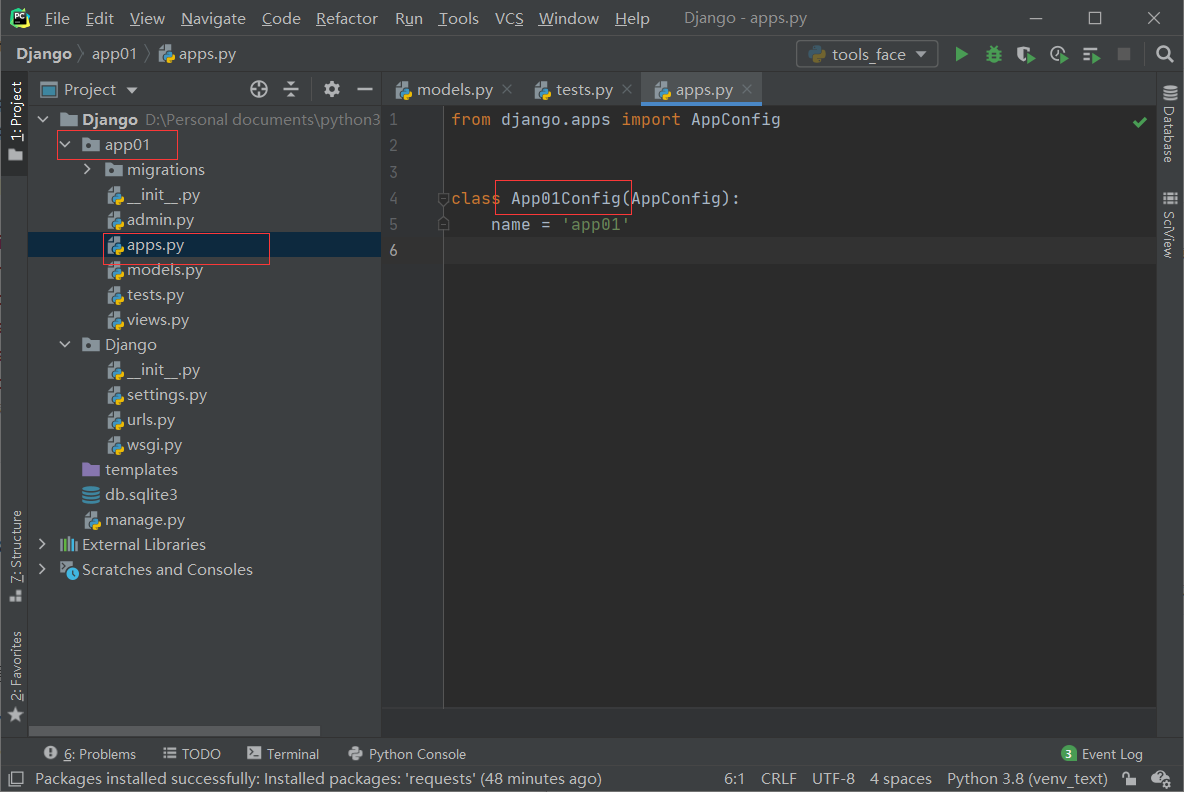 File Edit View Navigate Code Refactor Run Tools VCS Window Help Django - apps.py
Django app01 apps.py tools_face
1: Project
Project
models.py tests.py apps.py
Django D:\Personal documents\python3
app01
migrations
__init__.py
admin.py
apps.py
models.py
tests.py
views.py
Django
__init__.py
settings.py
urls.py
wsgi.py
templates
db.sqlite3
manage.py
External Libraries
Scratches and Consoles
1 from django.apps import AppConfig
2
3
4 class App01Config(AppConfig):
5 name = 'app01'
6
Database
SciView
7: Structure
2: Favorites
6: Problems TODO Terminal Python Console 3 Event Log
Packages installed successfully: Installed packages: 'requests' (48 minutes ago) 6:1 CRLF UTF-8 4 spaces Python 3.8 (venv_text)